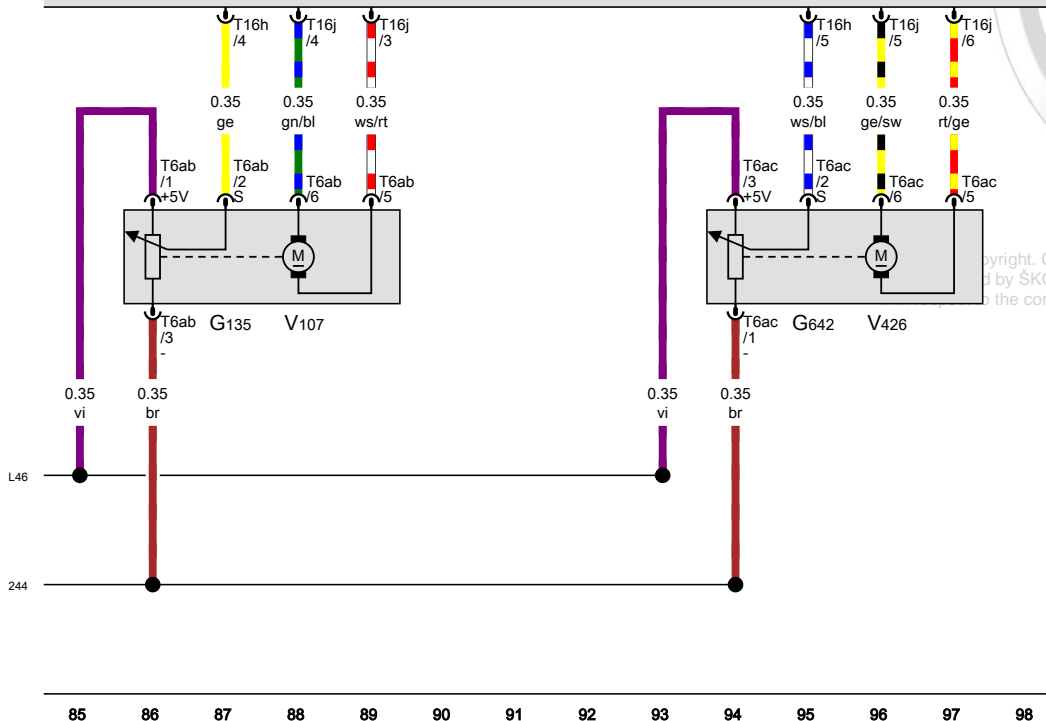 T16h T16j T16j T16h T16j T16j
/4 /4 /3 /5 /5 /6
0.35 0.35 0.35 0.35 0.35 0.35
ge gn/bl ws/rt ws/bl ge/sw rt/ge
T6ab T6ab T6ac T6ac
/1 /2 T6ab T6ab /3 /2 T6ac T6ac
+5V S /6 /5 +5V S /6 /5
M M
T6ab G135 V107 T6ac G642 V426
/3 /1
- -
0.35 0.35 0.35 0.35
vi br vi br
L46
244
85 86 87 88 89 90 91 92 93 94 95 96 97 98
by ŠKO
the cor